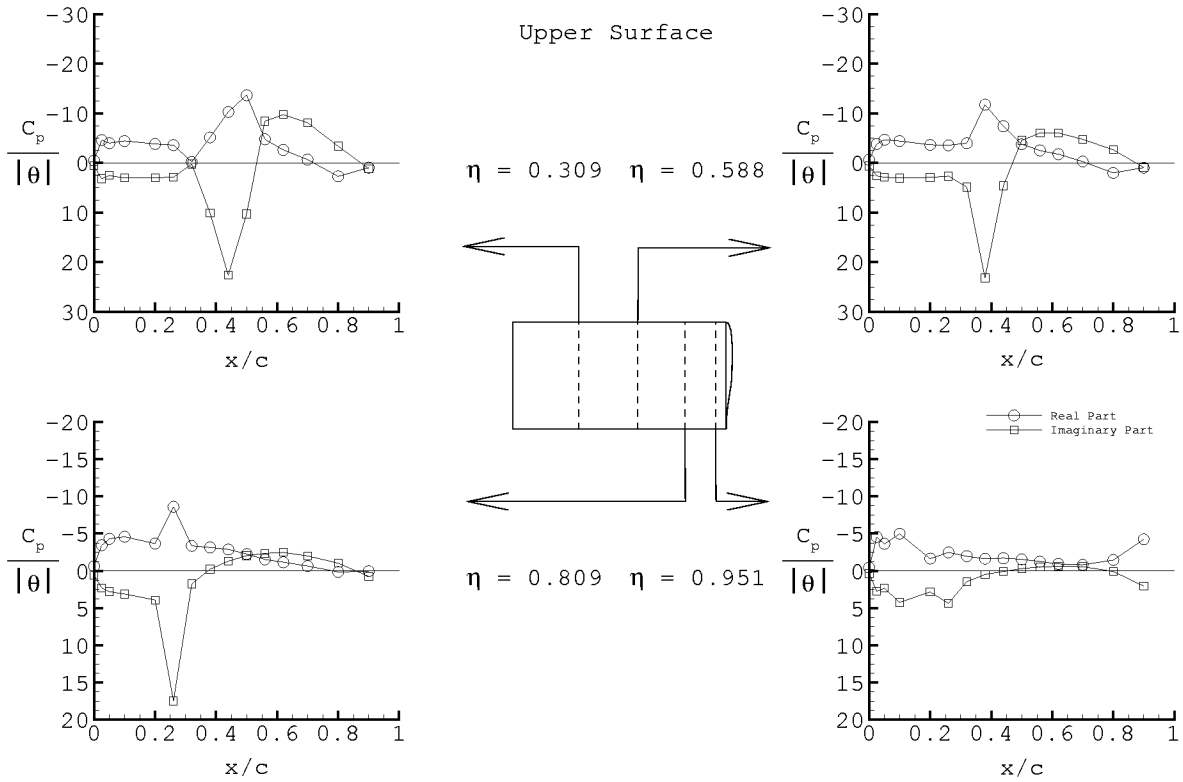 Upper Surface
-30
-20
-10
0
10
20
30
Cp
|θ|
0 0.2 0.4 0.6 0.8 1
x/c
η = 0.309 η = 0.588
-30
-20
-10
0
10
20
30
Cp
|θ|
0 0.2 0.4 0.6 0.8 1
x/c
-20
-15
-10
-5
0
5
10
15
20
Cp
|θ|
0 0.2 0.4 0.6 0.8 1
x/c
η = 0.809 η = 0.951
-20
-15
-10
-5
0
5
10
15
20
Cp
|θ|
Real Part
Imaginary Part
0 0.2 0.4 0.6 0.8 1
x/c